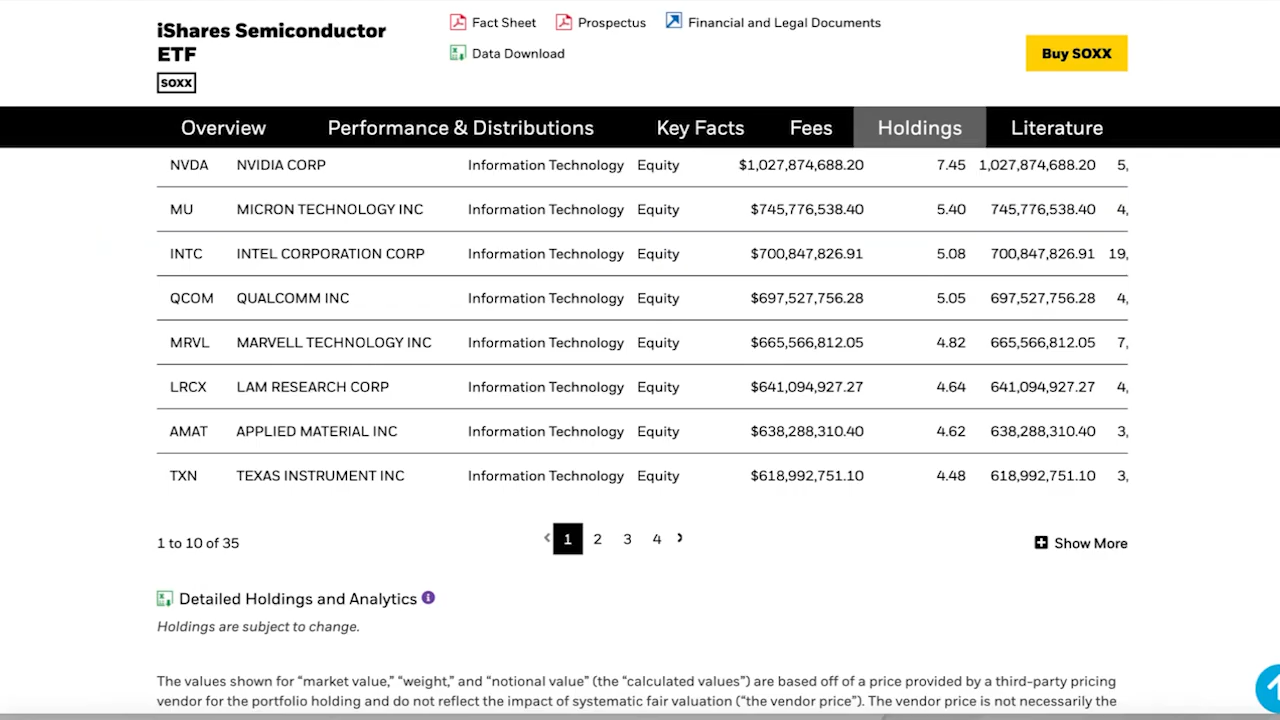 iShares Semiconductor
ETF
SOXX
Fact Sheet Prospectus Financial and Legal Documents
Data Download
Buy SOXX
Overview Performance & Distributions Key Facts Fees Holdings Literature
NVDA NVIDIA CORP Information Technology Equity $1,027,874,688.20 7.45 1,027,874,688.20 5,
MU MICRON TECHNOLOGY INC Information Technology Equity $745,776,538.40 5.40 745,776,538.40 4,
INTC INTEL CORPORATION CORP Information Technology Equity $700,847,826.91 5.08 700,847,826.91 19,
QCOM QUALCOMM INC Information Technology Equity $697,527,756.28 5.05 697,527,756.28 4,
MRVL MARVELL TECHNOLOGY INC Information Technology Equity $665,566,812.05 4.82 665,566,812.05 7,
LRCX LAM RESEARCH CORP Information Technology Equity $641,094,927.27 4.64 641,094,927.27 4,
AMAT APPLIED MATERIAL INC Information Technology Equity $638,288,310.40 4.62 638,288,310.40 3,
TXN TEXAS INSTRUMENT INC Information Technology Equity $618,992,751.10 4.48 618,992,751.10 3,
1 to 10 of 35 1 2 3 4 Show More
Detailed Holdings and Analytics
Holdings are subject to change.
The values shown for “market value,” “weight,” and “notional value” (the “calculated values”) are based off of a price provided by a third-party pricing
vendor for the portfolio holding and do not reflect the impact of systematic fair valuation (“the vendor price”). The vendor price is not necessarily the